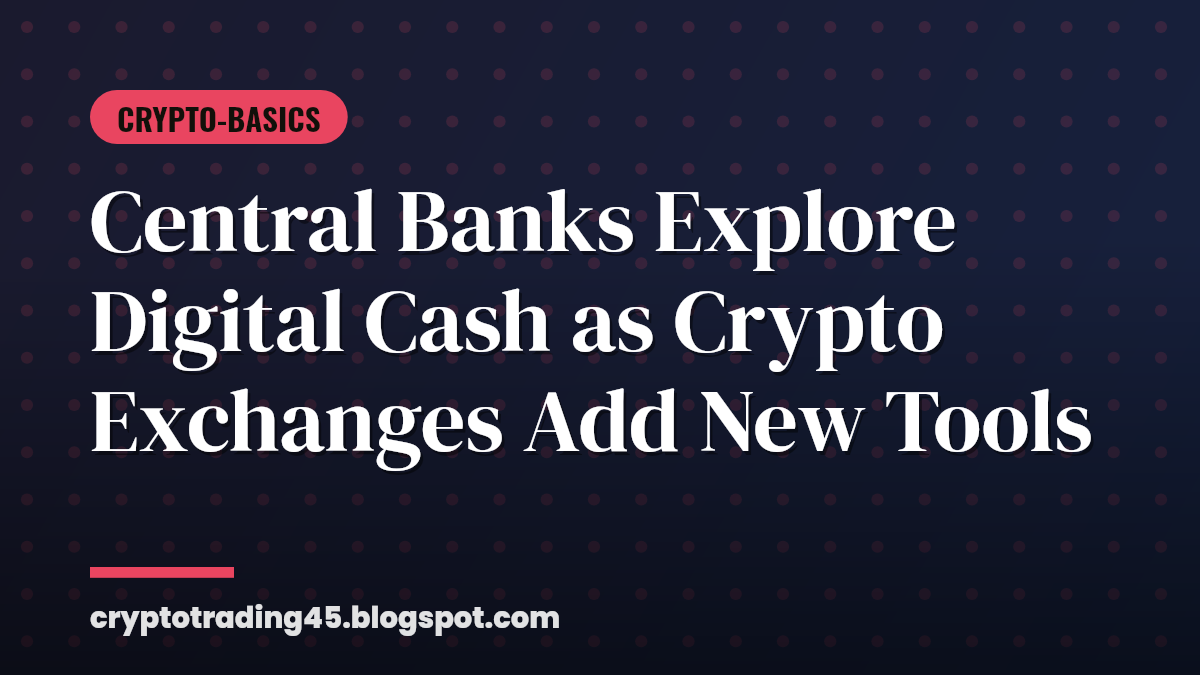 CRYPTO-BASICS
Central Banks Explore
Digital Cash as Crypto
Exchanges Add New Tools
cryptotrading45.blogspot.com